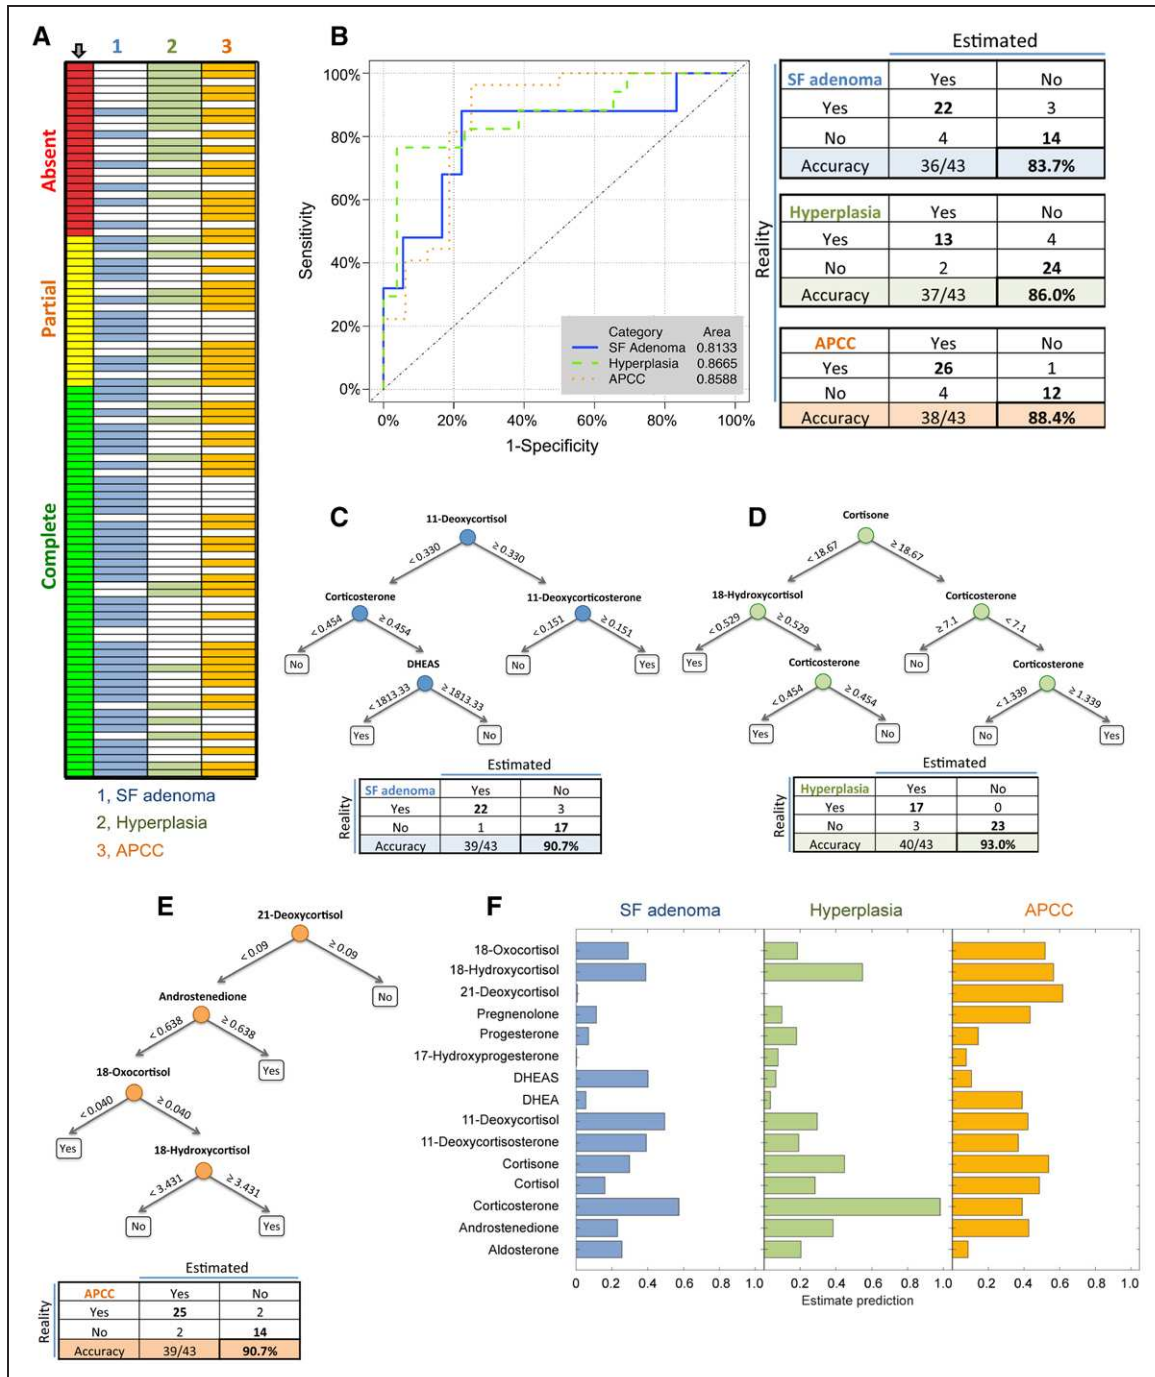 A
1 2 3
Absent
Partial
Complete
1, SF adenoma
2, Hyperplasia
3, APCC
B
100%
80%
60%
40%
20%
0%
Sensitivity
0% 20% 40% 60% 80% 100%
1-Specificity
Category Area
SF Adenoma 0.8133
Hyperplasia 0.8665
APCC 0.8588
Estimated
Reality
SF adenoma Yes No
Yes 22 3
No 4 14
Accuracy 36/43 83.7%
Hyperplasia Yes No
Yes 13 4
No 2 24
Accuracy 37/43 86.0%
APCC Yes No
Yes 26 1
No 4 12
Accuracy 38/43 88.4%
C
11-Deoxycortisol
< 0.330 ≥ 0.330
Corticosterone 11-Deoxycorticosterone
< 0.454 ≥ 0.454 < 0.151 ≥ 0.151
No DHEAS No Yes
< 1813.33 ≥ 1813.33
Yes No
Estimated
Reality
SF adenoma Yes No
Yes 22 3
No 1 17
Accuracy 39/43 90.7%
D
Cortisone
< 18.67 ≥ 18.67
18-Hydroxycortisol Corticosterone
< 0.529 ≥ 0.529 ≥ 7.1 < 7.1
Yes Corticosterone No Corticosterone
< 0.454 ≥ 0.454 < 1.339 ≥ 1.339
Yes No No Yes
Estimated
Reality
Hyperplasia Yes No
Yes 17 0
No 3 23
Accuracy 40/43 93.0%
E
21-Deoxycortisol
< 0.09 ≥ 0.09
Androstenedione No
< 0.638 ≥ 0.638
18-Oxocortisol Yes
< 0.040 ≥ 0.040
Yes 18-Hydroxycortisol
< 3.431 ≥ 3.431
No Yes
Estimated
Reality
APCC Yes No
Yes 25 2
No 2 14
Accuracy 39/43 90.7%
F
SF adenoma Hyperplasia APCC
18-Oxocortisol
18-Hydroxycortisol
21-Deoxycortisol
Pregnenolone
Progesterone
17-Hydroxyprogesterone
DHEAS
DHEA
11-Deoxycortisol
11-Deoxycortisosterone
Cortisone
Cortisol
Corticosterone
Androstenedione
Aldosterone
0 0.2 0.4 0.6 0.8 1.0 0.2 0.4 0.6 0.8 1.0 0.2 0.4 0.6 0.8 1.0
Estimate prediction